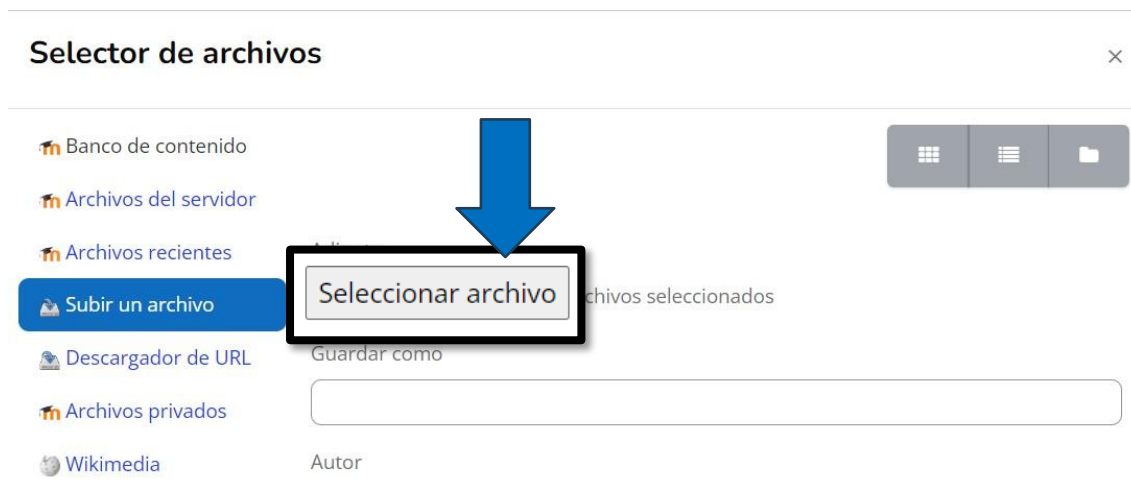 Selector de archivos
Banco de contenido
Archivos del servidor
Archivos recientes
Subir un archivo
Descargador de URL
Archivos privados
Wikimedia
Seleccionar archivo
chivos seleccionados
Guardar como
Autor